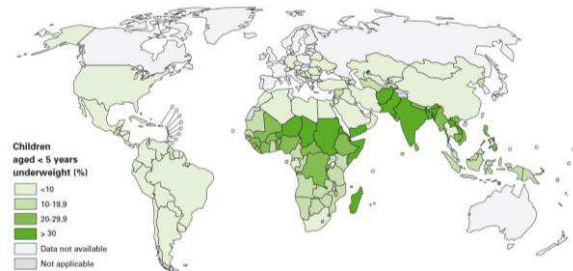 Children
aged < 5 years
underweight (%)
<10
10-19.9
20-29.9
≥ 30
Data not available
Not applicable